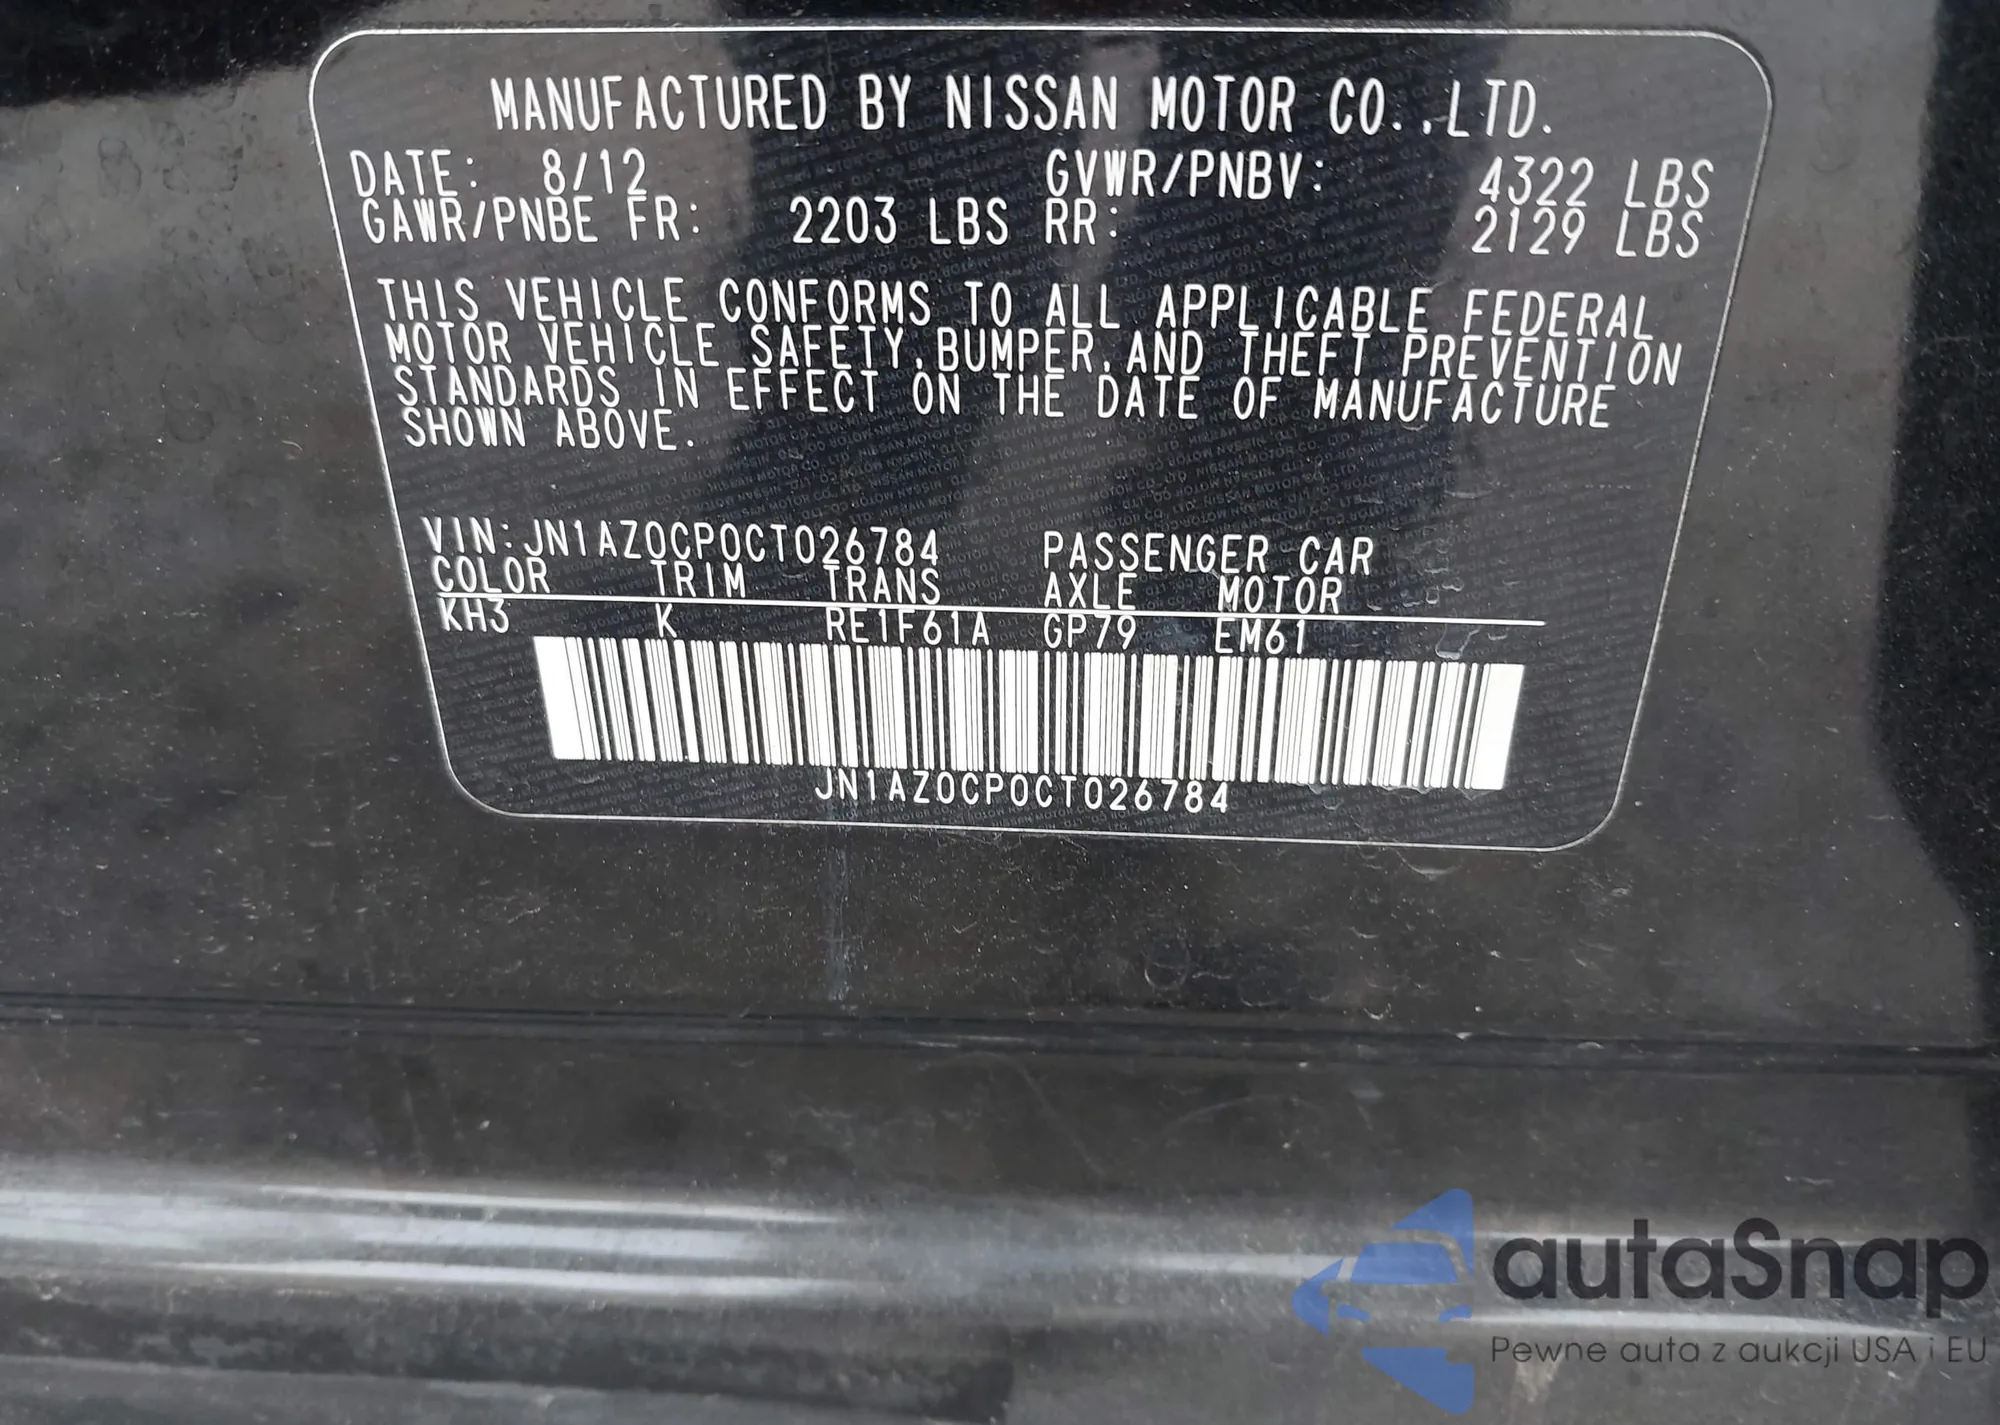 MANUFACTURED BY NISSAN MOTOR CO.,LTD.
DATE: 8/12 GVWR/PNBV: 4322 LBS
GAWR/PNBE FR: 2203 LBS RR: 2129 LBS
THIS VEHICLE CONFORMS TO ALL APPLICABLE FEDERAL
MOTOR VEHICLE SAFETY,BUMPER,AND THEFT PREVENTION
STANDARDS IN EFFECT ON THE DATE OF MANUFACTURE
SHOWN ABOVE.
VIN:JN1AZ0CP0CT026784 PASSENGER CAR
COLOR TRIM TRANS AXLE MOTOR
KH3 K RE1F61A GP79 EM61
JN1AZ0CP0CT026784
autaSnap
Pewne auta z aukcji USA i EU